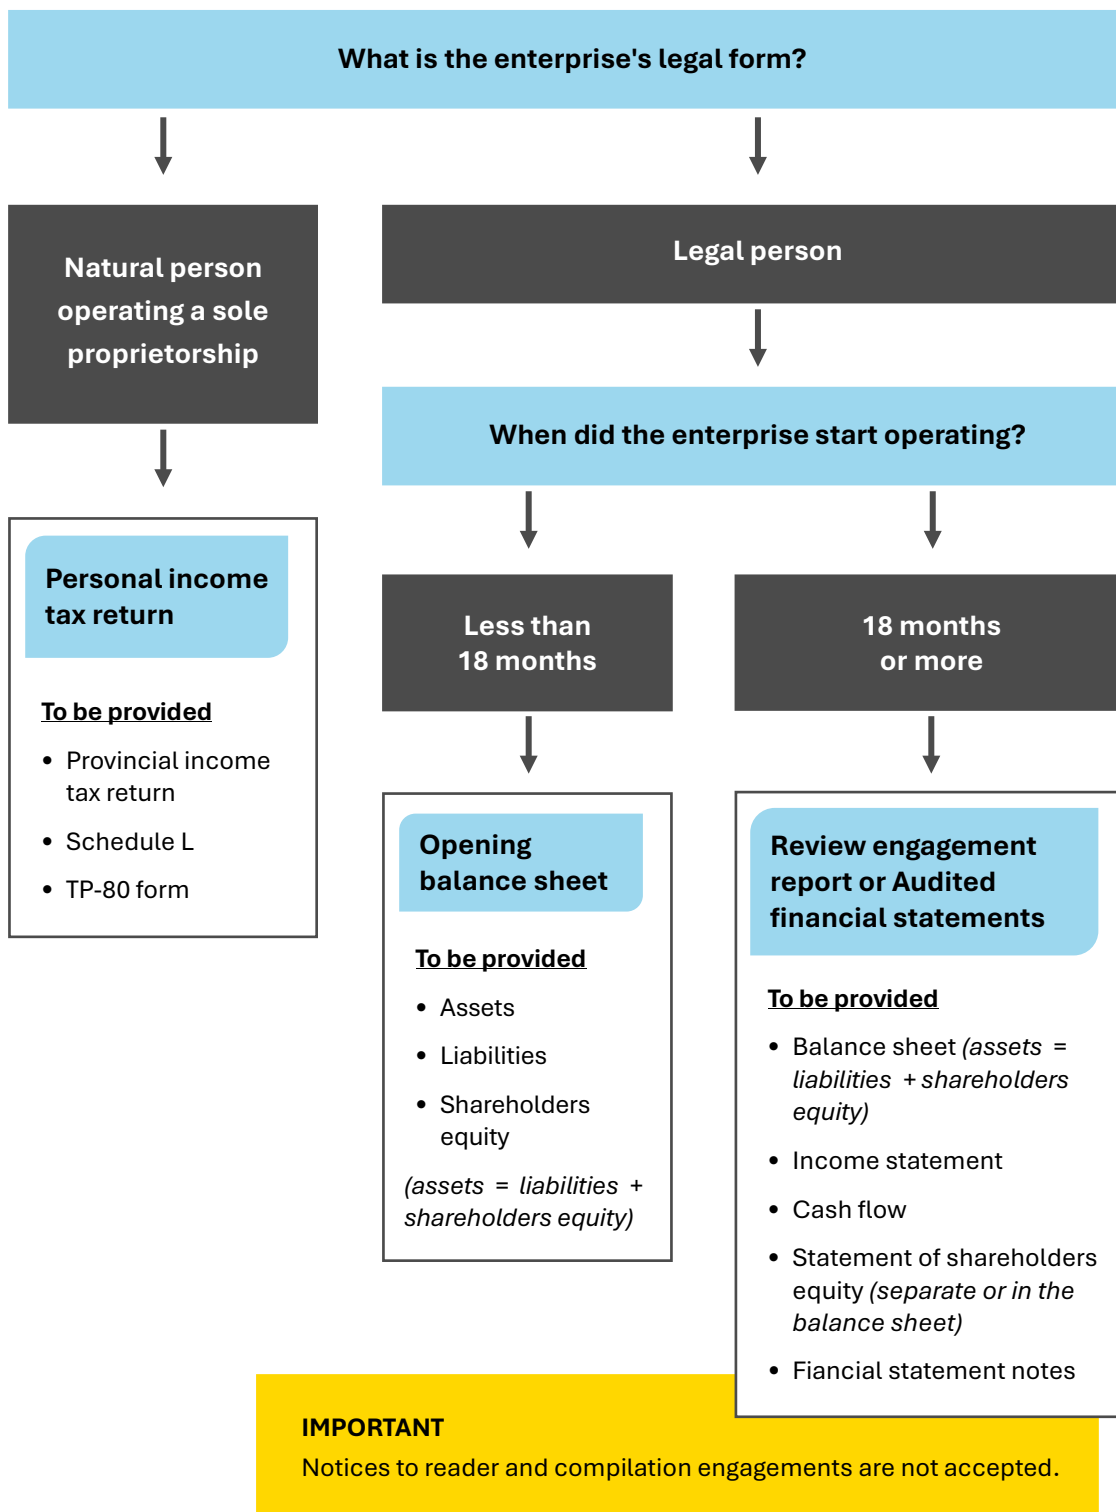 What is the enterprise's legal form?
Natural person
operating a sole
proprietorship
Personal income
tax return
To be provided
• Provincial income
tax return
• Schedule L
• TP-80 form
Legal person
When did the enterprise start operating?
Less than
18 months
Opening
balance sheet
To be provided
• Assets
• Liabilities
• Shareholders
equity
(assets = liabilities +
shareholders equity)
18 months
or more
Review engagement
report or Audited
financial statements
To be provided
• Balance sheet (assets =
liabilities + shareholders
equity)
• Income statement
• Cash flow
• Statement of shareholders
equity (separate or in the
balance sheet)
• Fiancial statement notes
IMPORTANT
Notices to reader and compilation engagements are not accepted.